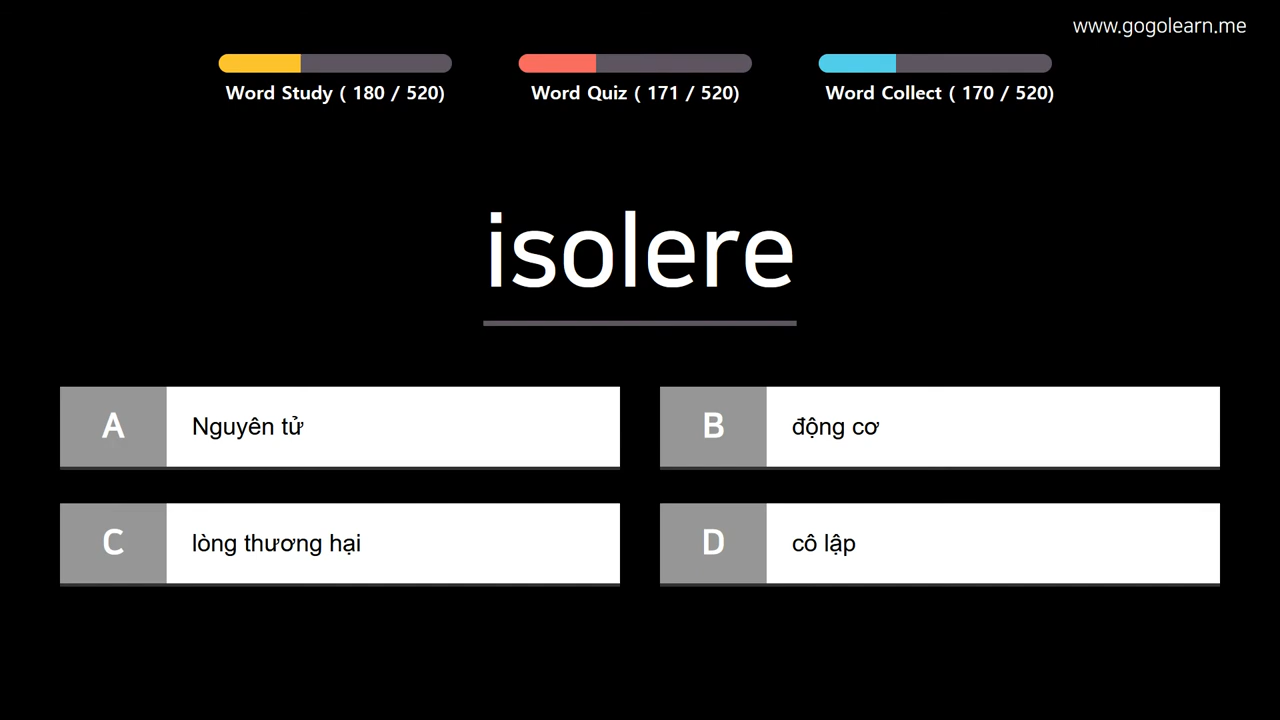 www.gogolearn.me
Word Study ( 180 / 520)
Word Quiz ( 171 / 520)
Word Collect ( 170 / 520)
isolere
A
Nguyên tử
B
động cơ
C
lòng thương hại
D
cô lập